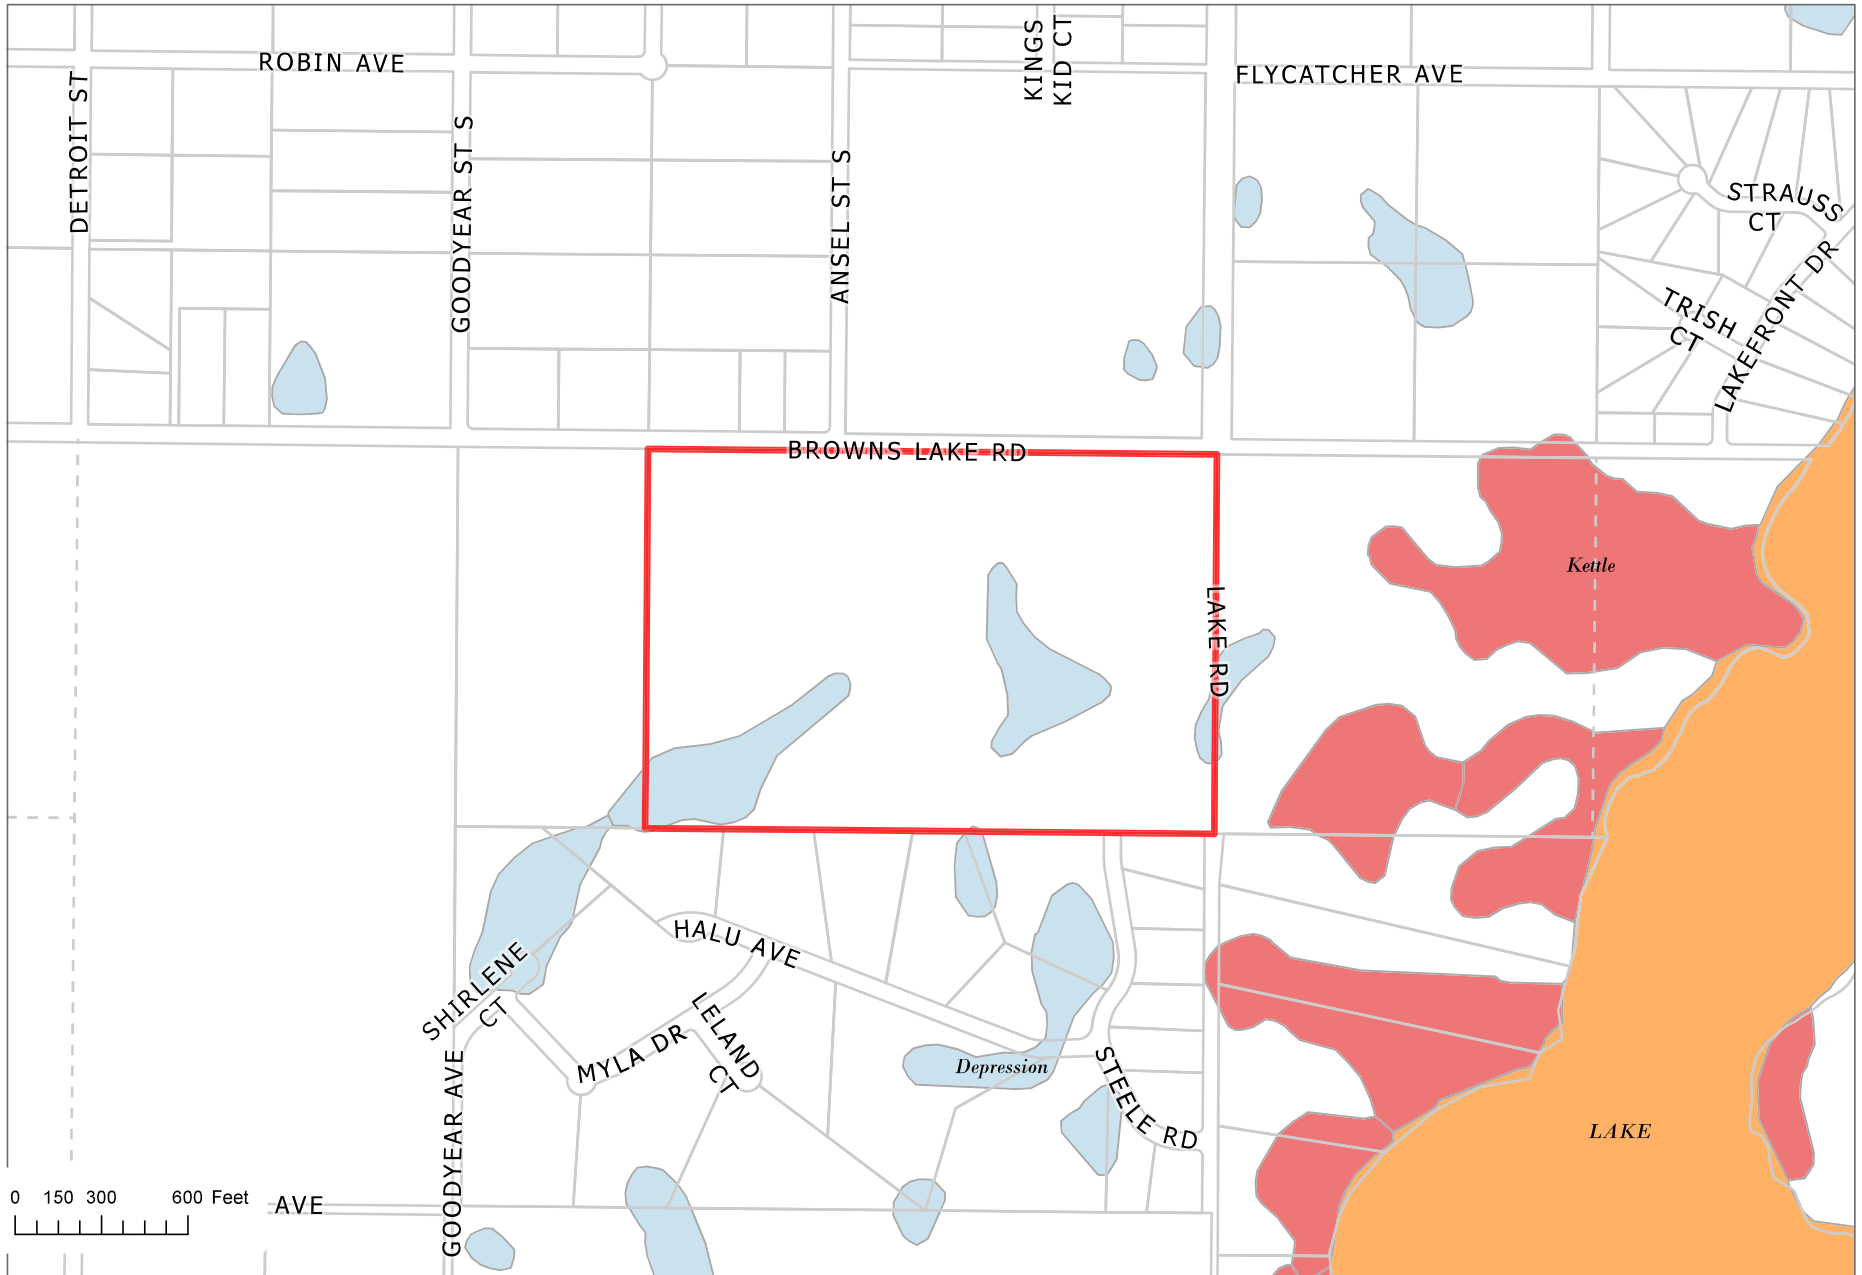 KINGS
KID CT
ROBIN AVE
FLYCATCHER AVE
DETROIT ST
GOODYEAR ST S
ANSEL ST S
STRAUSS
CT
LAKEFRONT DR
TRISH
CT
BROWNS LAKE RD
Kettle
LAKE RD
HALU AVE
SHIRLENE
CT
LELAND
CT
MYLA DR
Depression
STEELE RD
GOODYEAR AVE
LAKE
0 150 300 600 Feet
AVE